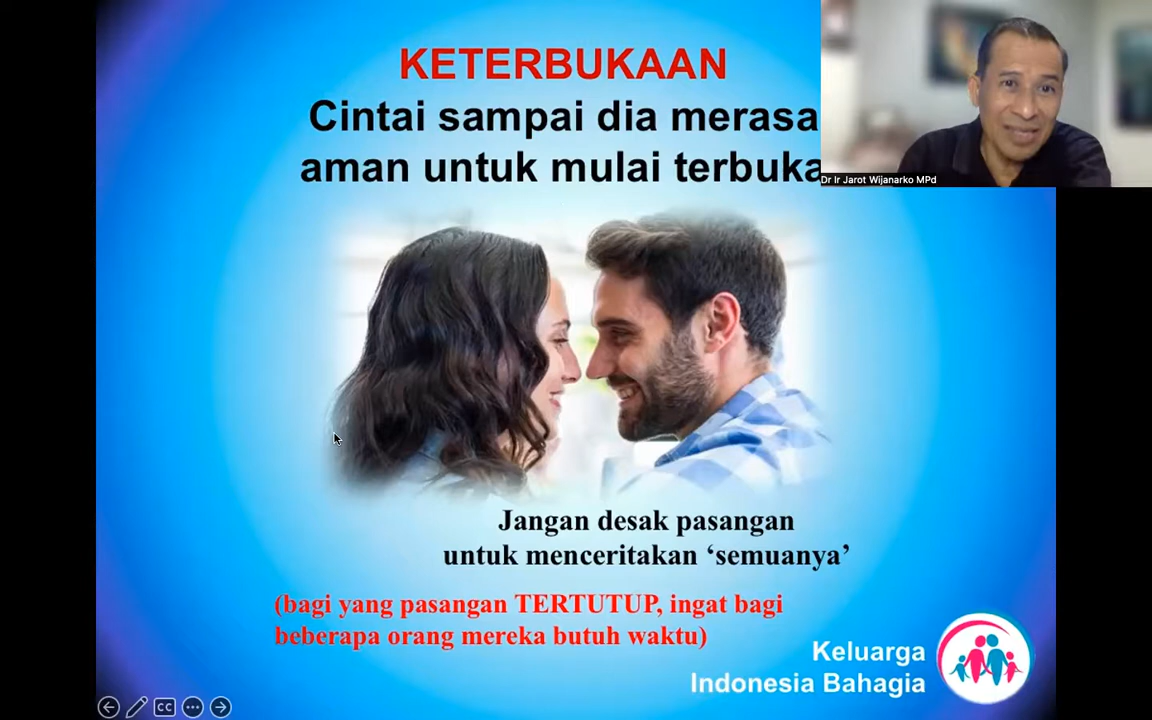 KETERBUKAAN
Cintai sampai dia merasa
aman untuk mulai terbuka
Dr Ir Jarot Wijanarko MPd
Jangan desak pasangan
untuk menceritakan ‘semuanya’
(bagi yang pasangan TERTUTUP, ingat bagi
beberapa orang mereka butuh waktu)
Keluarga
Indonesia Bahagia
CC